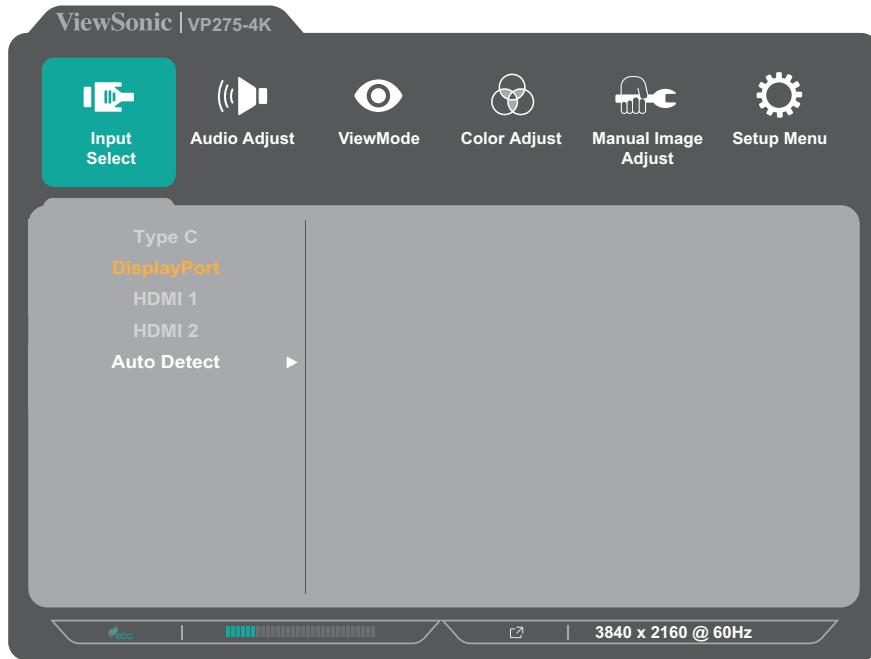 ViewSonic | VP275-4K
Input Select
Audio Adjust
ViewMode
Color Adjust
Manual Image Adjust
Setup Menu
Type C
DisplayPort
HDMI 1
HDMI 2
Auto Detect
eco
3840 x 2160 @ 60Hz